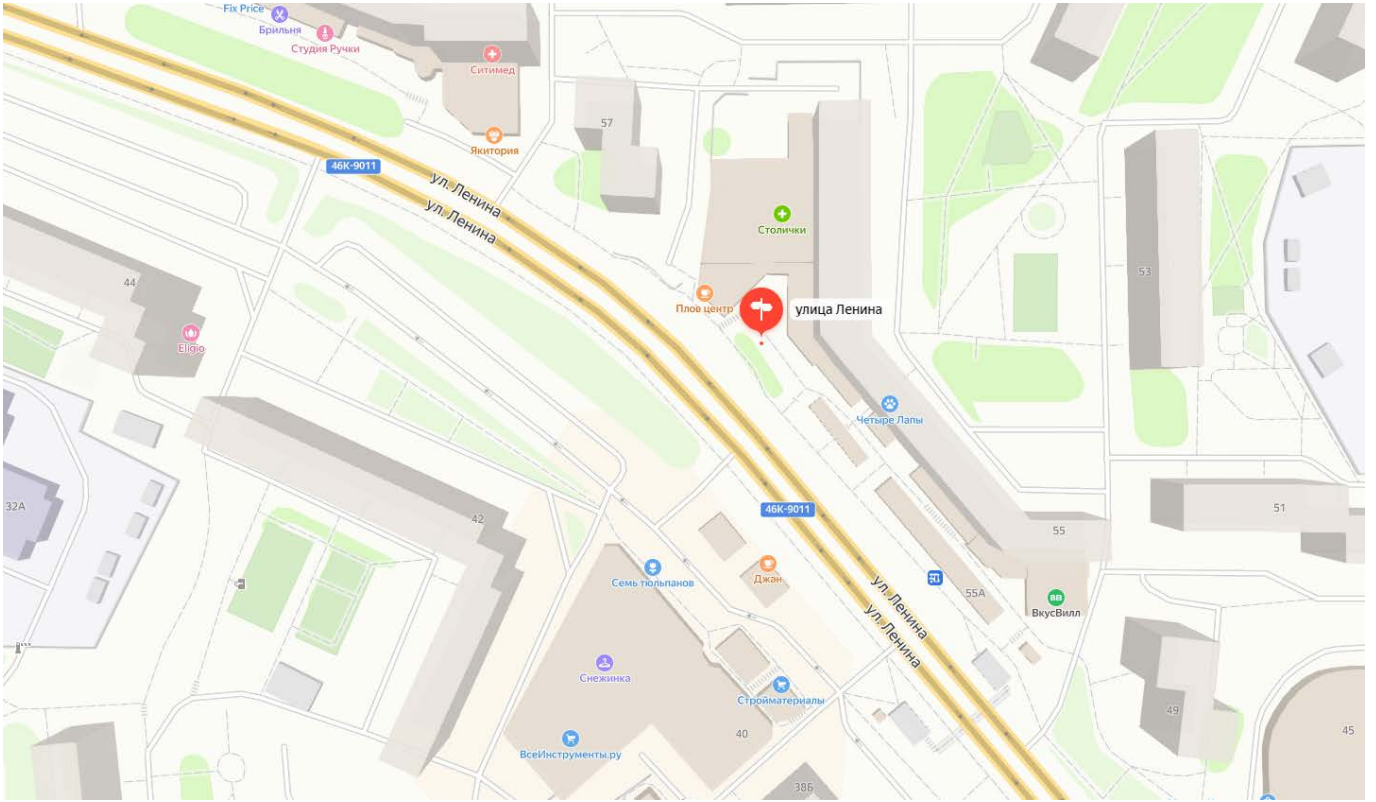 Fix Price
Брильня
Студия Ручки
Ситимед
Якитория
57
46К-9011
ул. Ленина
ул. Ленина
Столички
53
44
Плов центр
улица Ленина
Eligio
Четыре Лапы
32А
42
46К-9011
51
55
Семь тюльпанов
Джан
ул. Ленина
ул. Ленина
55А
ВВ
ВкусВилл
Снежинка
Стройматериалы
49
40
45
ВсеИнструменты.ру
38Б